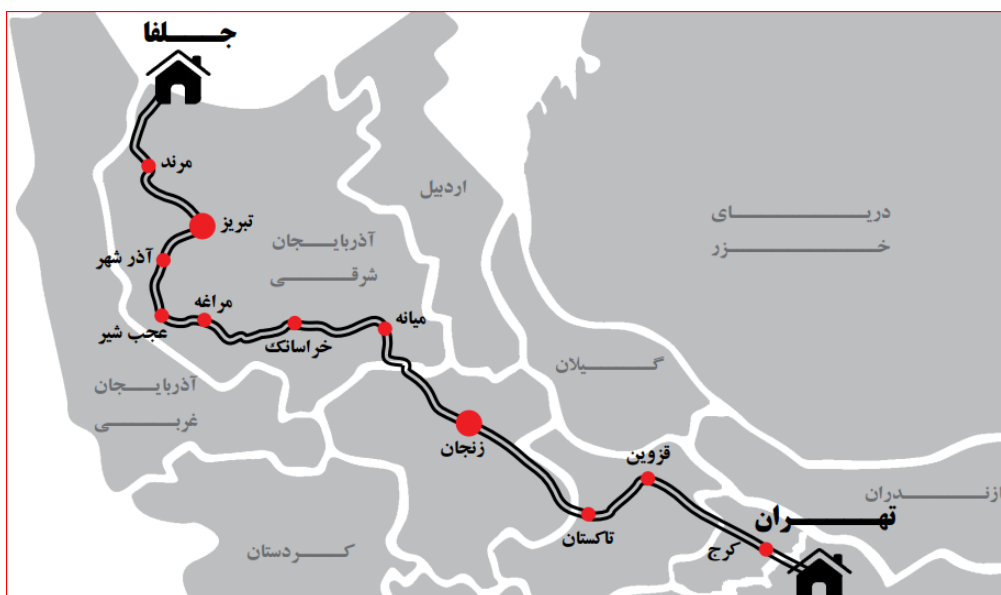 جلفا
مرند
تبریز
آذر شهر
عجب شیر
مراغه
خراسانک
میانه
زنجان
تاکستان
قزوین
کرج
تهران
اردبیل
آذربایجان
شرقی
دریای
خزر
گیلان
آذربایجان
غربی
کردستان
ازندران